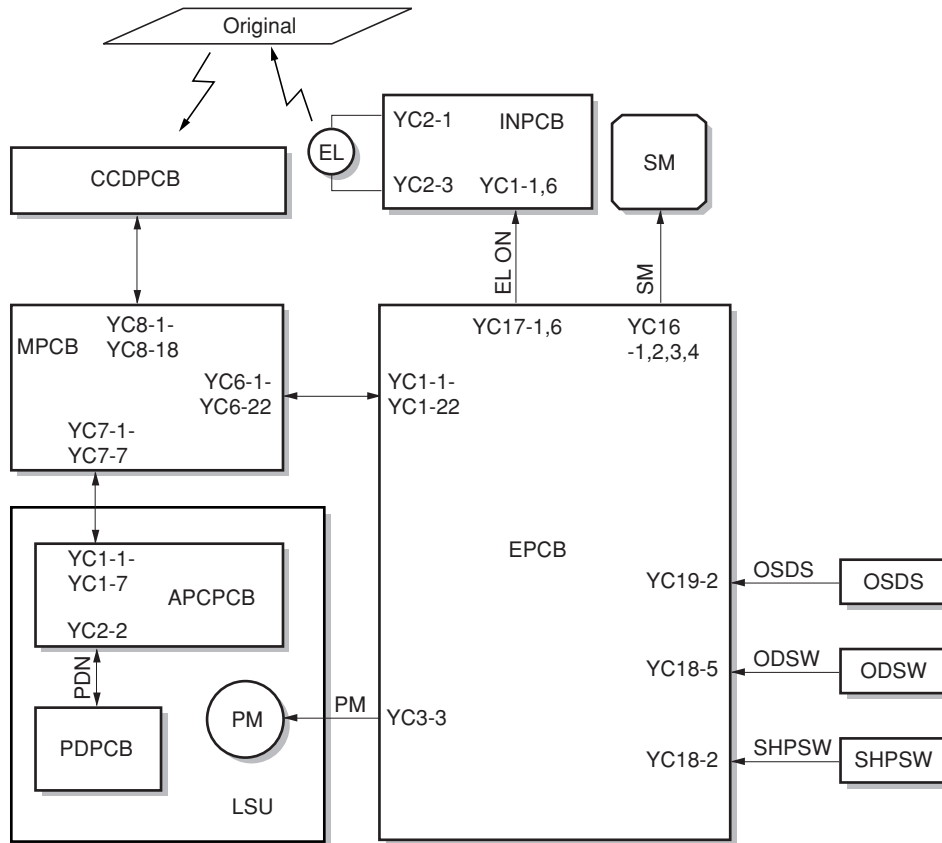 Original
YC2-1
INPCB
EL
SM
CCDPCB
YC2-3
YC1-1,6
EL ON
SM
YC8-1-
YC8-18
MPCB
YC17-1,6
YC16
-1,2,3,4
YC6-1-
YC6-22
YC1-1-
YC1-22
YC7-1-
YC7-7
EPCB
YC1-1-
YC1-7
APCPCB
YC19-2
OSDS
OSDS
YC2-2
PDN
YC18-5
ODSW
ODSW
PM
PM
YC3-3
PDPCB
YC18-2
SHPSW
SHPSW
LSU